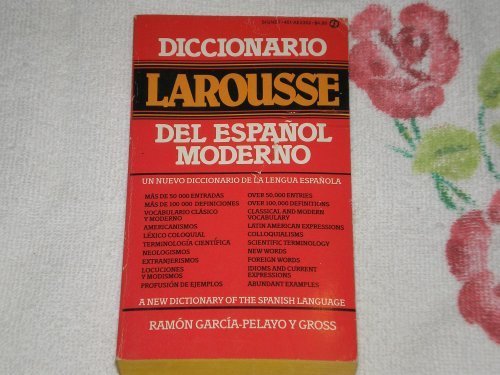 DICCIONARIO
LAROUSSE
DEL ESPAÑOL
MODERNO
UN NUEVO DICCIONARIO DE LA LENGUA ESPAÑOLA
MÁS DE 50 000 ENTRADAS
MÁS DE 100 000 DEFINICIONES
VOCABULARIO CLÁSICO
Y MODERNO
AMERICANISMOS
LÉXICO COLOQUIAL
TERMINOLOGÍA CIENTÍFICA
NEOLOGISMOS
EXTRANJERISMOS
LOCUCIONES
Y MODISMOS
PROFUSIÓN DE EJEMPLOS
OVER 50,000 ENTRIES
OVER 100,000 DEFINITIONS
CLASSICAL AND MODERN
VOCABULARY
LATIN AMERICAN EXPRESSIONS
COLLOQUIALISMS
SCIENTIFIC TERMINOLOGY
NEW WORDS
FOREIGN WORDS
IDIOMS AND CURRENT
EXPRESSIONS
ABUNDANT EXAMPLES
A NEW DICTIONARY OF THE SPANISH LANGUAGE
RAMÓN GARCÍA-PELAYO Y GROSS